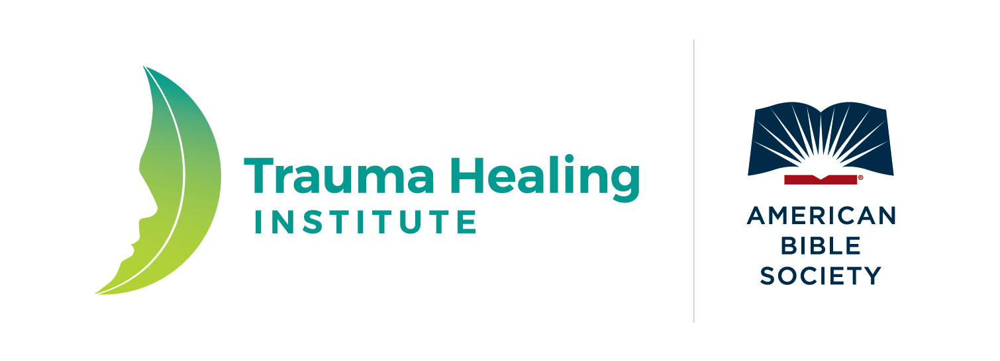 Trauma Healing
INSTITUTE
®
AMERICAN
BIBLE
SOCIETY